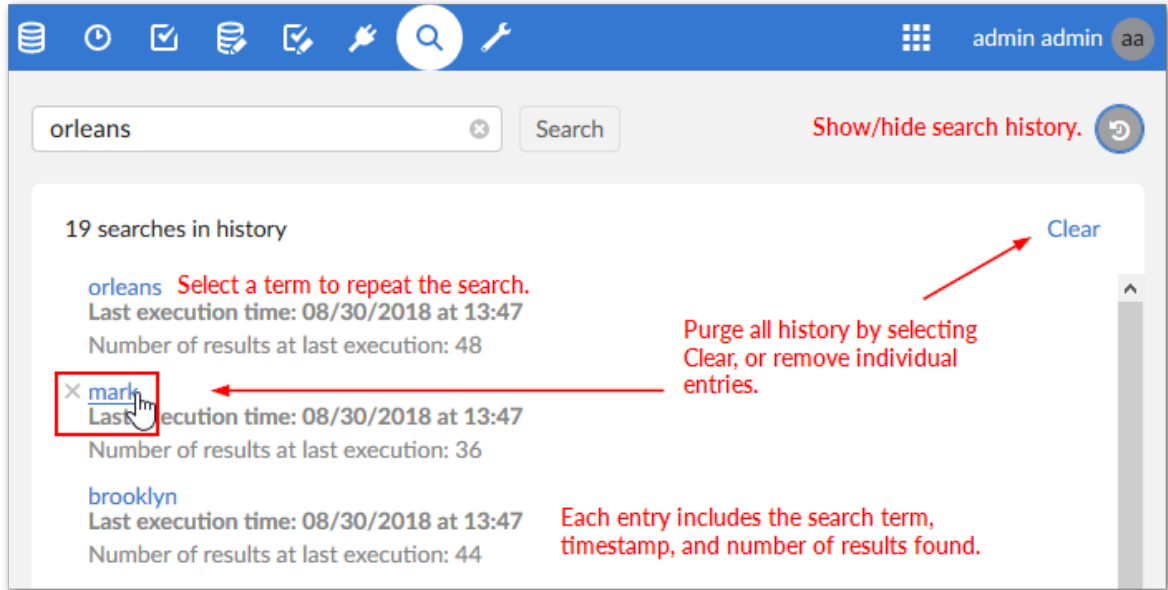 admin admin aa
orleans Search Show/hide search history.
19 searches in history Clear
orleans Select a term to repeat the search.
Last execution time: 08/30/2018 at 13:47
Number of results at last execution: 48
Purge all history by selecting
Clear, or remove individual
entries.
mark
Last execution time: 08/30/2018 at 13:47
Number of results at last execution: 36
brooklyn
Last execution time: 08/30/2018 at 13:47
Number of results at last execution: 44
Each entry includes the search term,
timestamp, and number of results found.